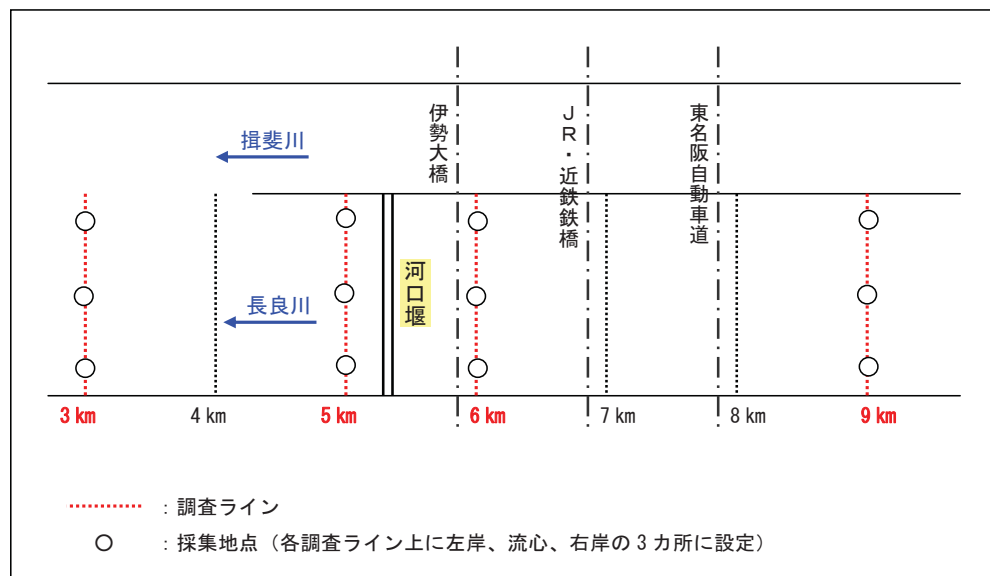 伊勢大橋
JR・近鉄鉄橋
東名阪自動車道
揖斐川
河口堰
長良川
3 km
4 km
5 km
6 km
7 km
8 km
9 km
：調査ライン
：採集地点（各調査ライン上に左岸、流心、右岸の3カ所に設定）